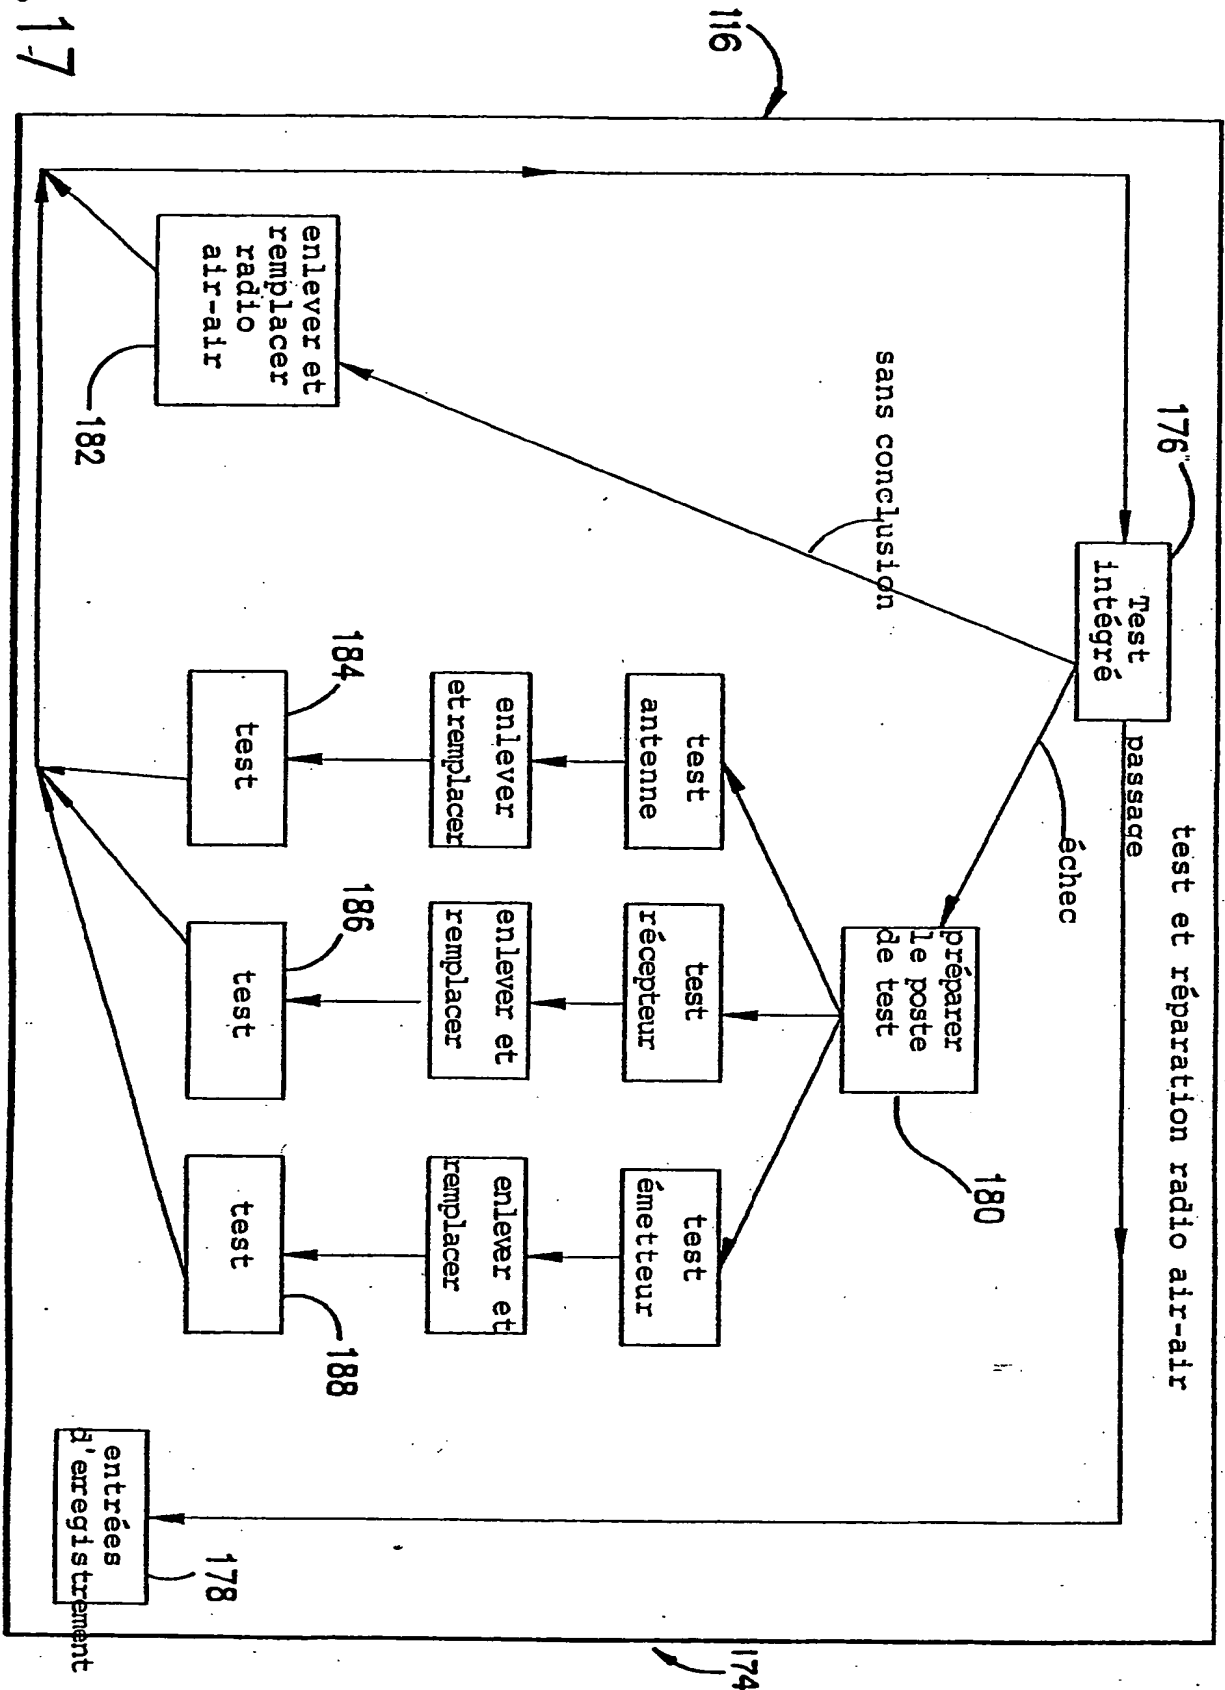 116
174
test et réparation radio air-air
176
Test
intégré
passage
échec
sans conclusion
180
préparer
le poste
de test
enlever et
remplacer
radio
air-air
182
test
antenne
test
récepteur
test
émetteur
enlever
etremplacer
enlever et
remplacer
enlever et
remplacer
184
test
186
test
188
test
178
entrées
d'enregistrement
17